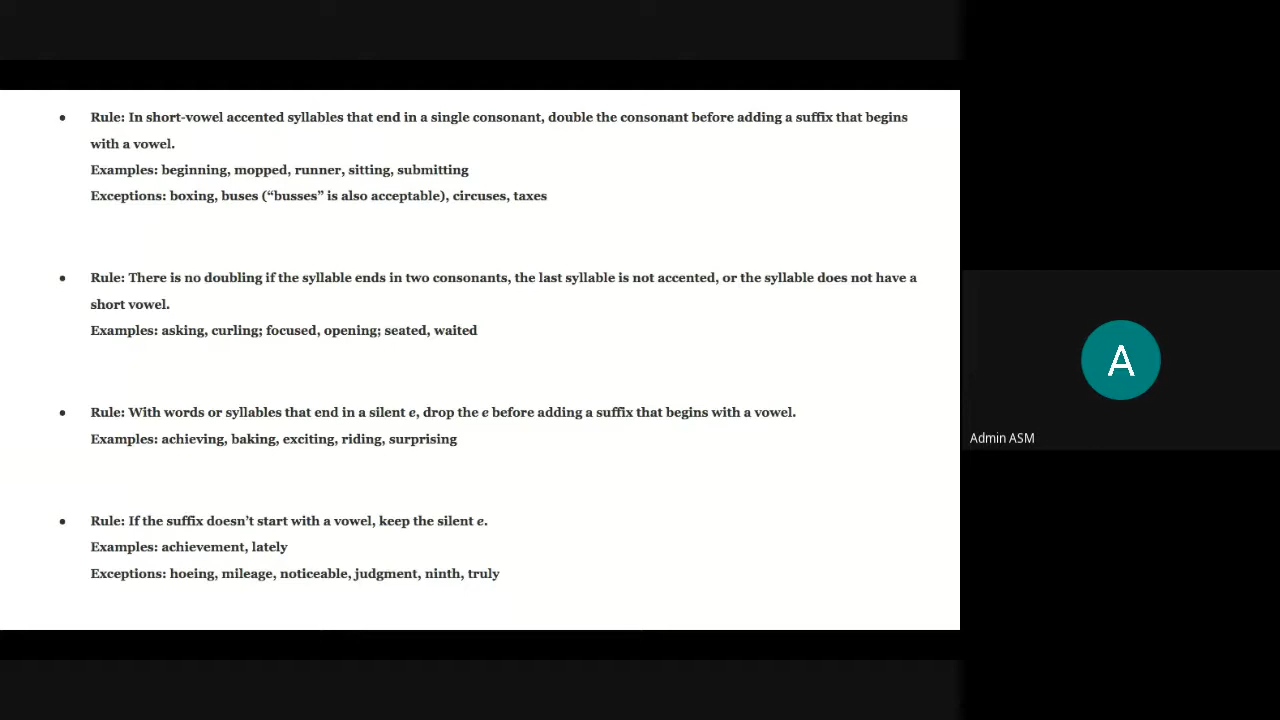 • Rule: In short-vowel accented syllables that end in a single consonant, double the consonant before adding a suffix that begins
with a vowel.
Examples: beginning, mopped, runner, sitting, submitting
Exceptions: boxing, buses (“busses” is also acceptable), circuses, taxes
• Rule: There is no doubling if the syllable ends in two consonants, the last syllable is not accented, or the syllable does not have a
short vowel.
Examples: asking, curling; focused, opening; seated, waited
• Rule: With words or syllables that end in a silent e, drop the e before adding a suffix that begins with a vowel.
Examples: achieving, baking, exciting, riding, surprising
• Rule: If the suffix doesn’t start with a vowel, keep the silent e.
Examples: achievement, lately
Exceptions: hoeing, mileage, noticeable, judgment, ninth, truly
A
Admin ASM